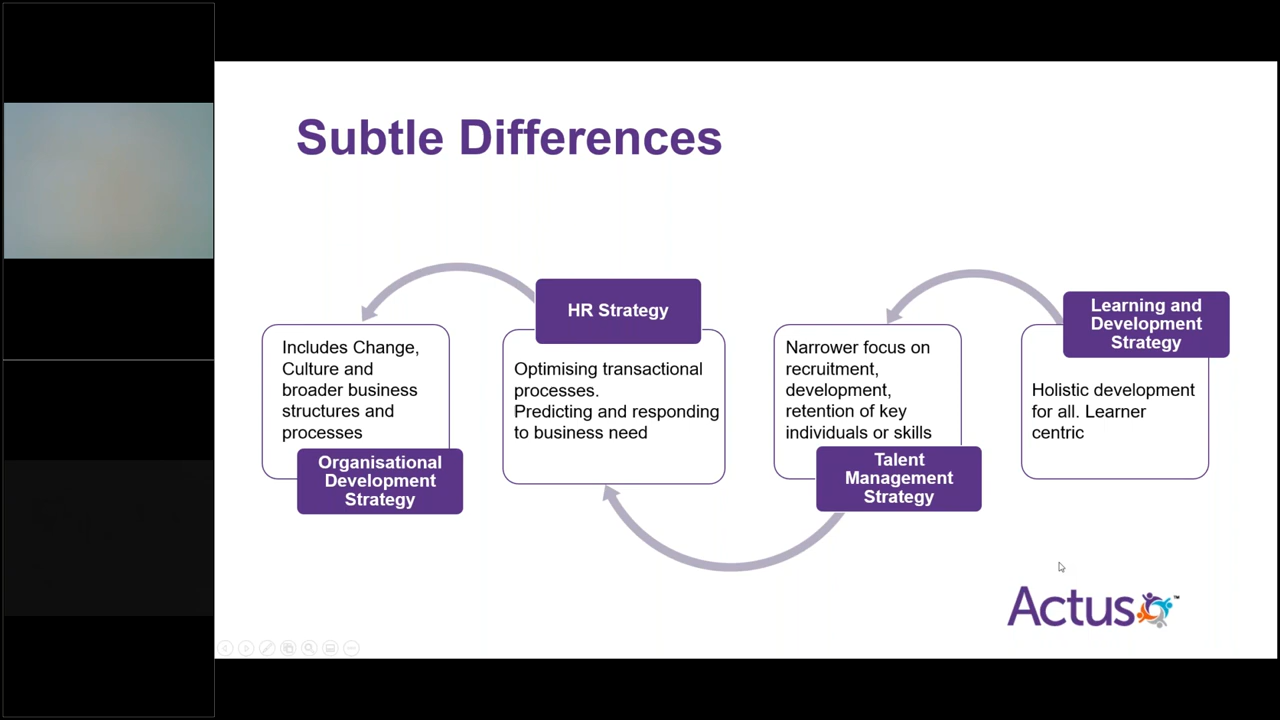 Subtle Differences
Includes Change,
Culture and
broader business
structures and
processes
Organisational
Development
Strategy
HR Strategy
Optimising transactional
processes.
Predicting and responding
to business need
Narrower focus on
recruitment,
development,
retention of key
individuals or skills
Talent
Management
Strategy
Learning and
Development
Strategy
Holistic development
for all. Learner
centric
Actus™